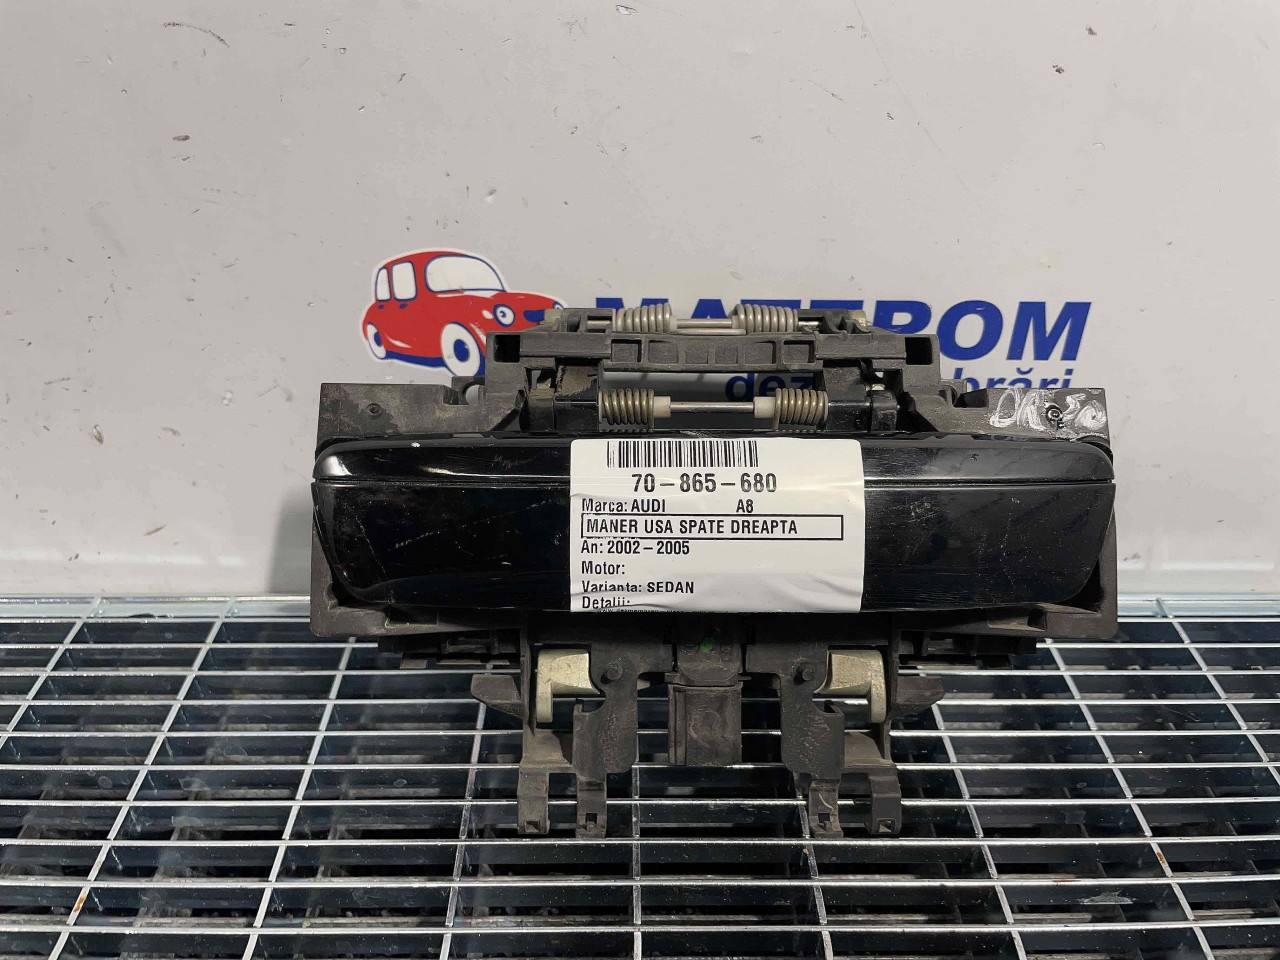 70-865-680
Marca: AUDI A8
MANER USA SPATE DREAPTA
An: 2002-2005
Motor:
Varianta: SEDAN
Detalii: